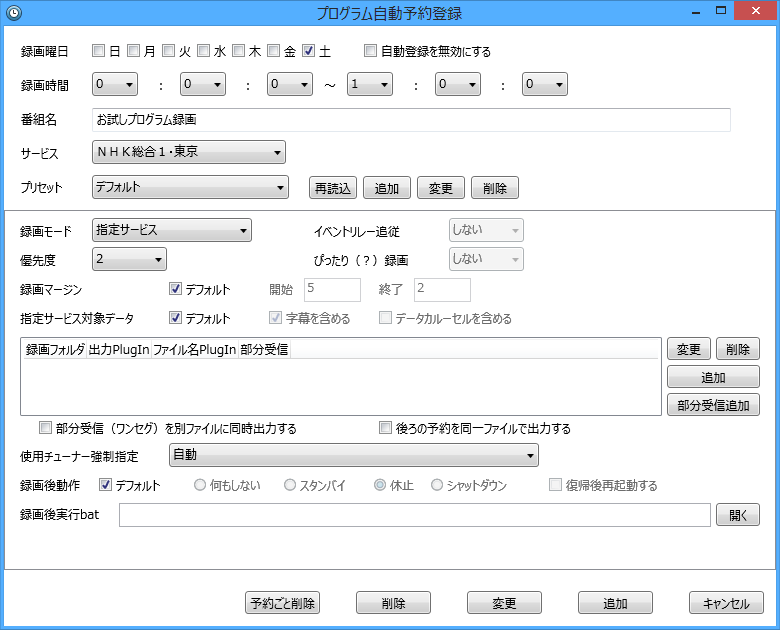 プログラム自動予約登録
録画曜日 日 月 火 水 木 金 土 自動登録を無効にする
録画時間 0 : 0 : 0 ～ 1 : 0 : 0
番組名 お試しプログラム録画
サービス ＮＨＫ総合１・東京
プリセット デフォルト 再読込 追加 変更 削除
録画モード 指定サービス イベントリレー追従 しない
優先度 2 ぴったり（？）録画 しない
録画マージン デフォルト 開始 5 終了 2
指定サービス対象データ デフォルト 字幕を含める データカルーセルを含める
録画フォルダ 出力PlugIn ファイル名PlugIn 部分受信 変更 削除
追加
部分受信追加
部分受信（ワンセグ）を別ファイルに同時出力する 後ろの予約を同一ファイルで出力する
使用チューナー強制指定 自動
録画後動作 デフォルト 何もしない スタンバイ 休止 シャットダウン 復帰後再起動する
録画後実行bat 開く
予約ごと削除 削除 変更 追加 キャンセル